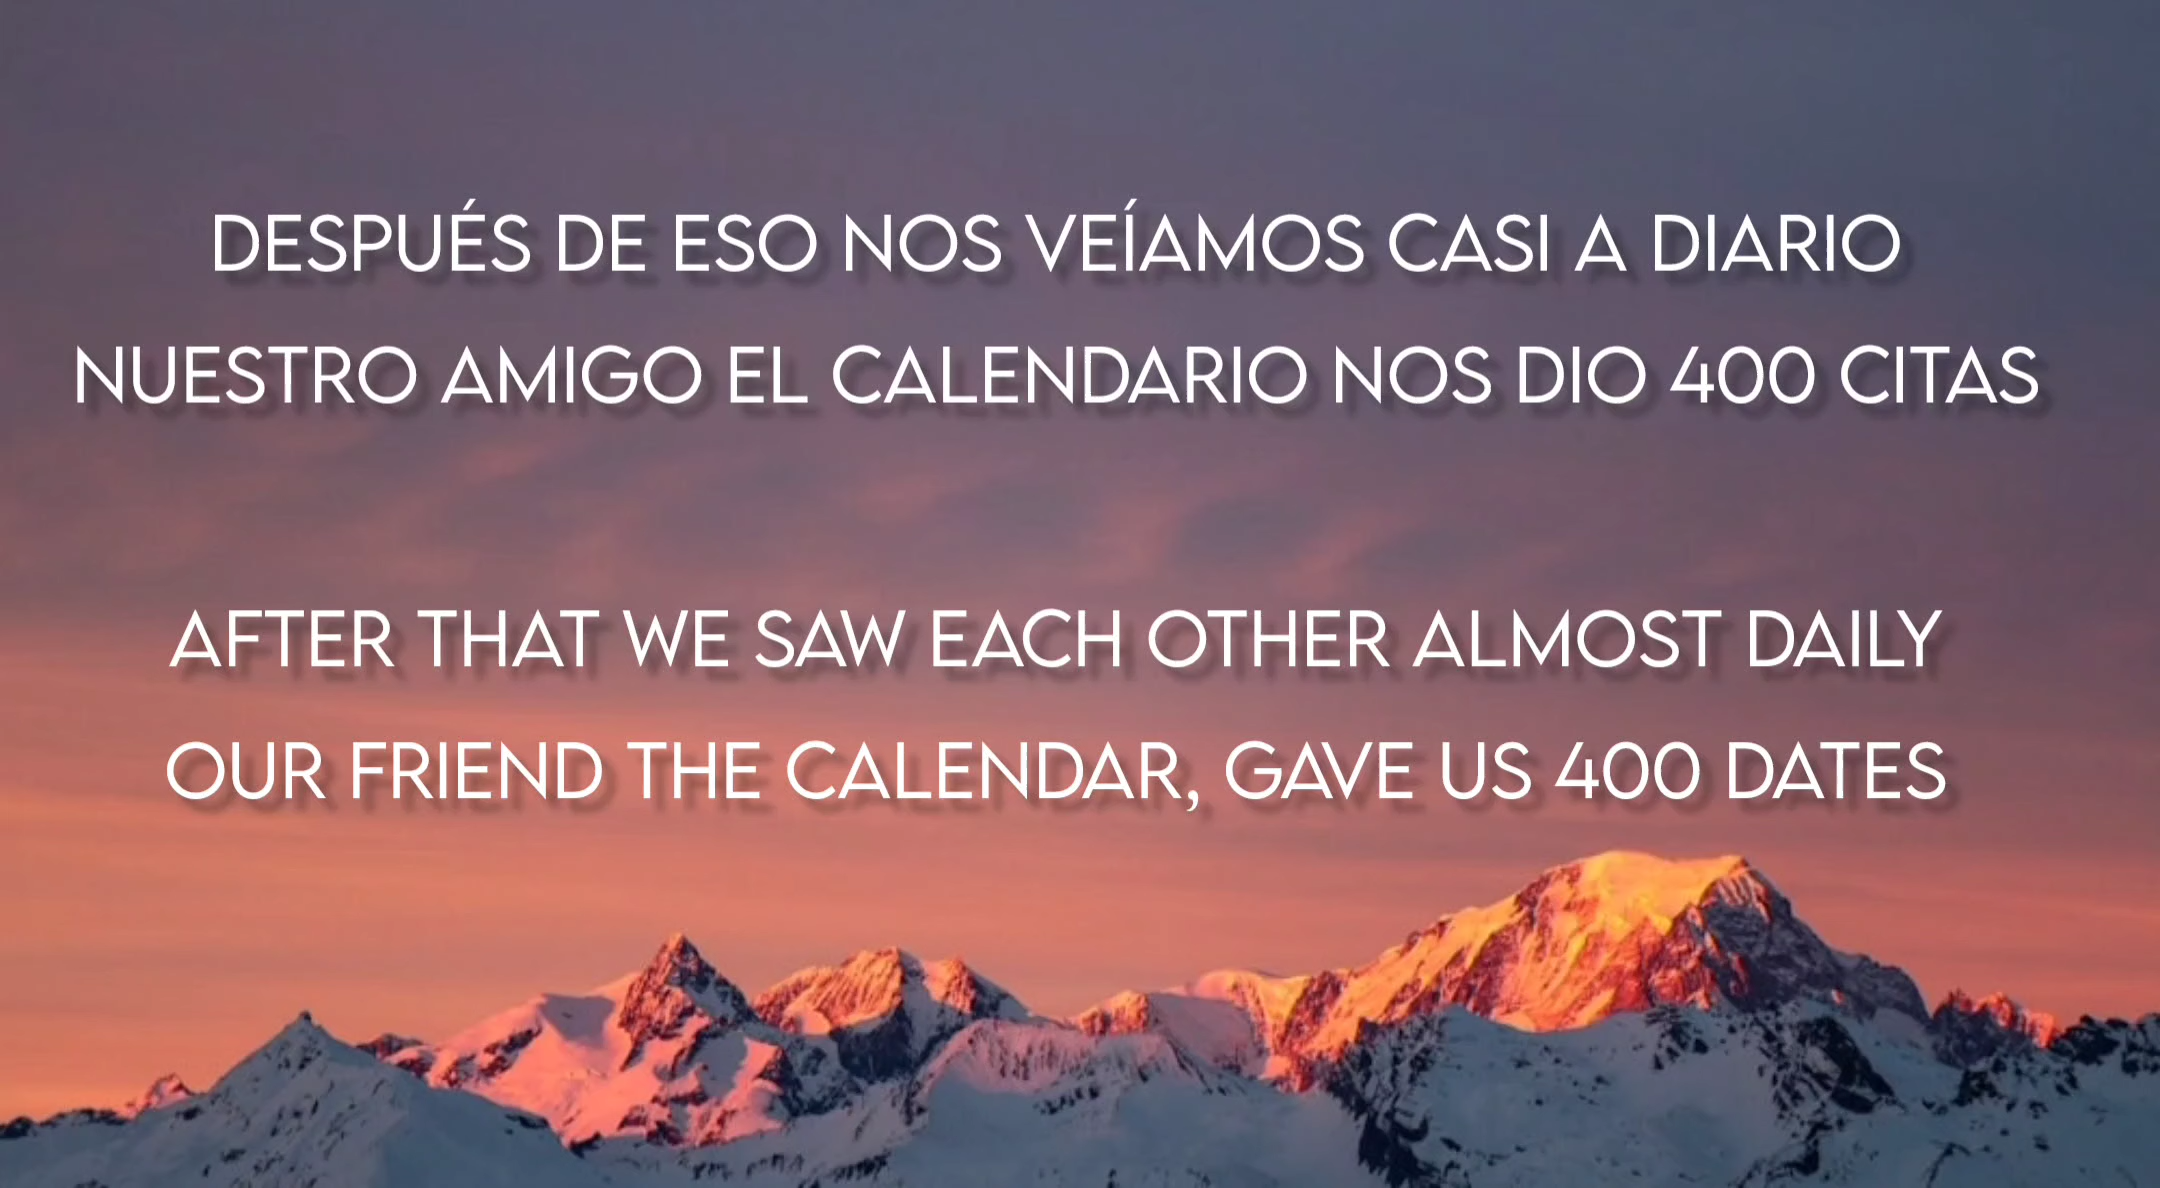 DESPUÉS DE ESO NOS VEÍAMOS CASI A DIARIO
NUESTRO AMIGO EL CALENDARIO NOS DIO 400 CITAS
AFTER THAT WE SAW EACH OTHER ALMOST DAILY
OUR FRIEND THE CALENDAR, GAVE US 400 DATES